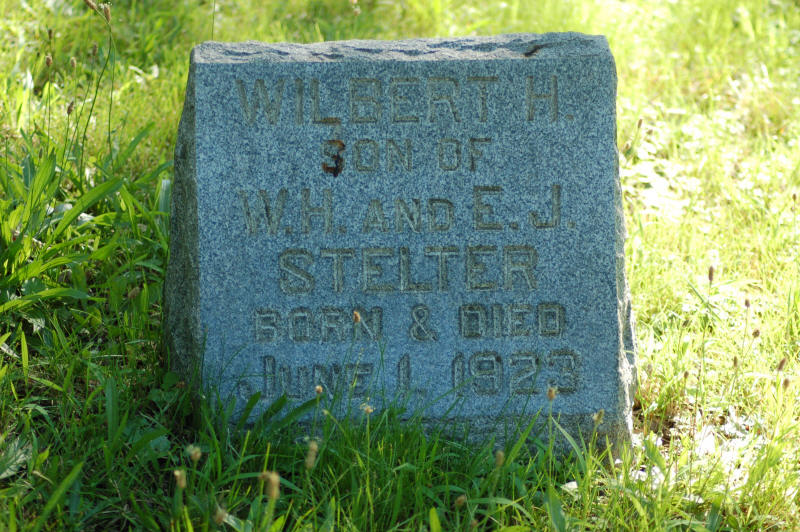 WILBERT H.
SON OF
W.H. AND E.J.
STELTER
BORN & DIED
JUNE 1, 1923